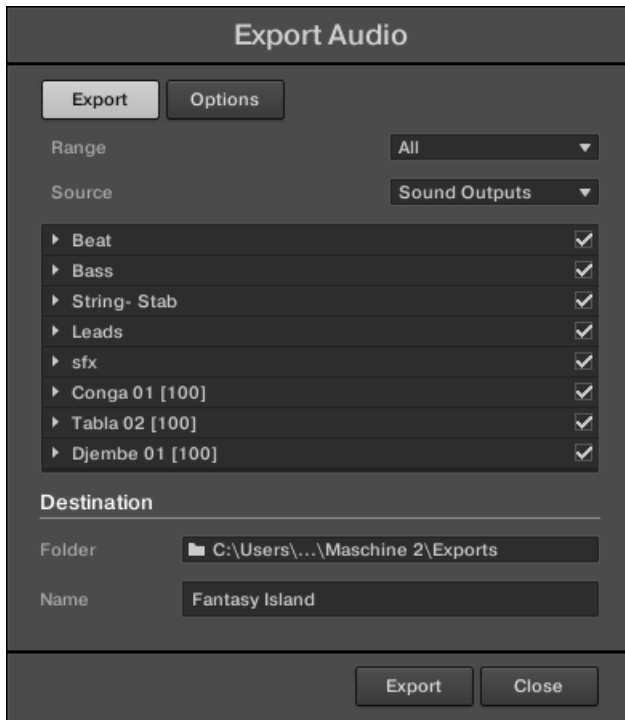 Export Audio
Export Options
Range All
Source Sound Outputs
Beat
Bass
String- Stab
Leads
sfx
Conga 01 [100]
Tabla 02 [100]
Djembe 01 [100]
Destination
Folder C:\Users\...\Maschine 2\Exports
Name Fantasy Island
Export Close